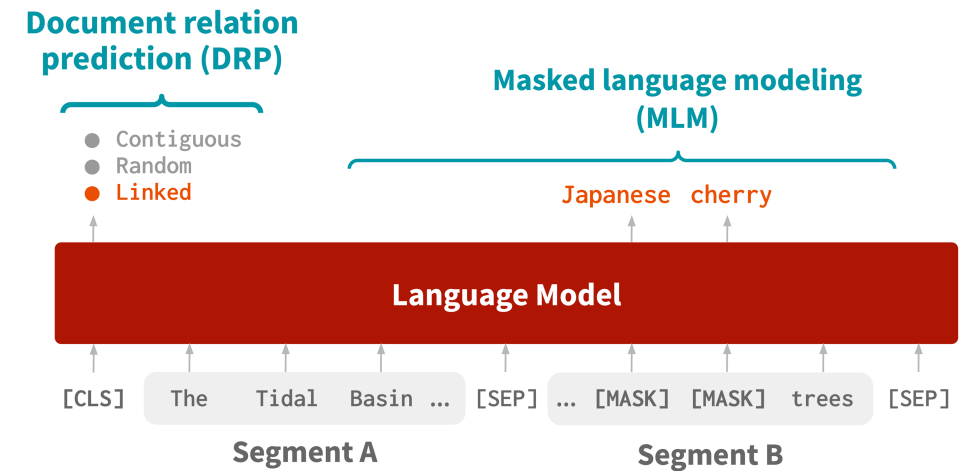 Document relation
prediction (DRP)
Masked language modeling
(MLM)
Contiguous
Random
Linked
Japanese cherry
Language Model
[CLS] The Tidal Basin ... [SEP] ... [MASK] [MASK] trees [SEP]
Segment A
Segment B